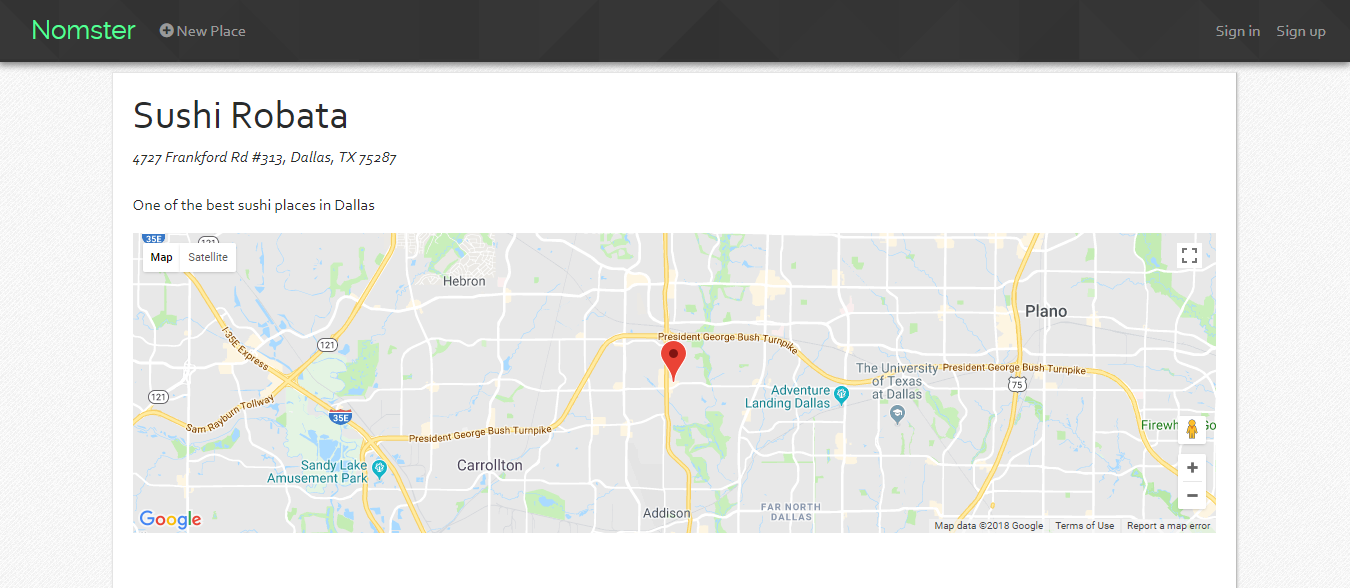 Nomster
New Place
Sign in
Sign up
Sushi Robata
4727 Frankford Rd #313, Dallas, TX 75287
One of the best sushi places in Dallas
35E
121
Map
Satellite
Hebron
Plano
I-35E Express
121
President George Bush Turnpike
The University
of Texas
at Dallas
President George Bush Turnpike
75
Adventure
Landing Dallas
121
Sam Rayburn Tollway
35E
President George Bush Turnpike
Firewh
Go
Sandy Lake
Amusement Park
Carrollton
+
−
Addison
FAR NORTH
DALLAS
Google
Map data ©2018 Google
Terms of Use
Report a map error